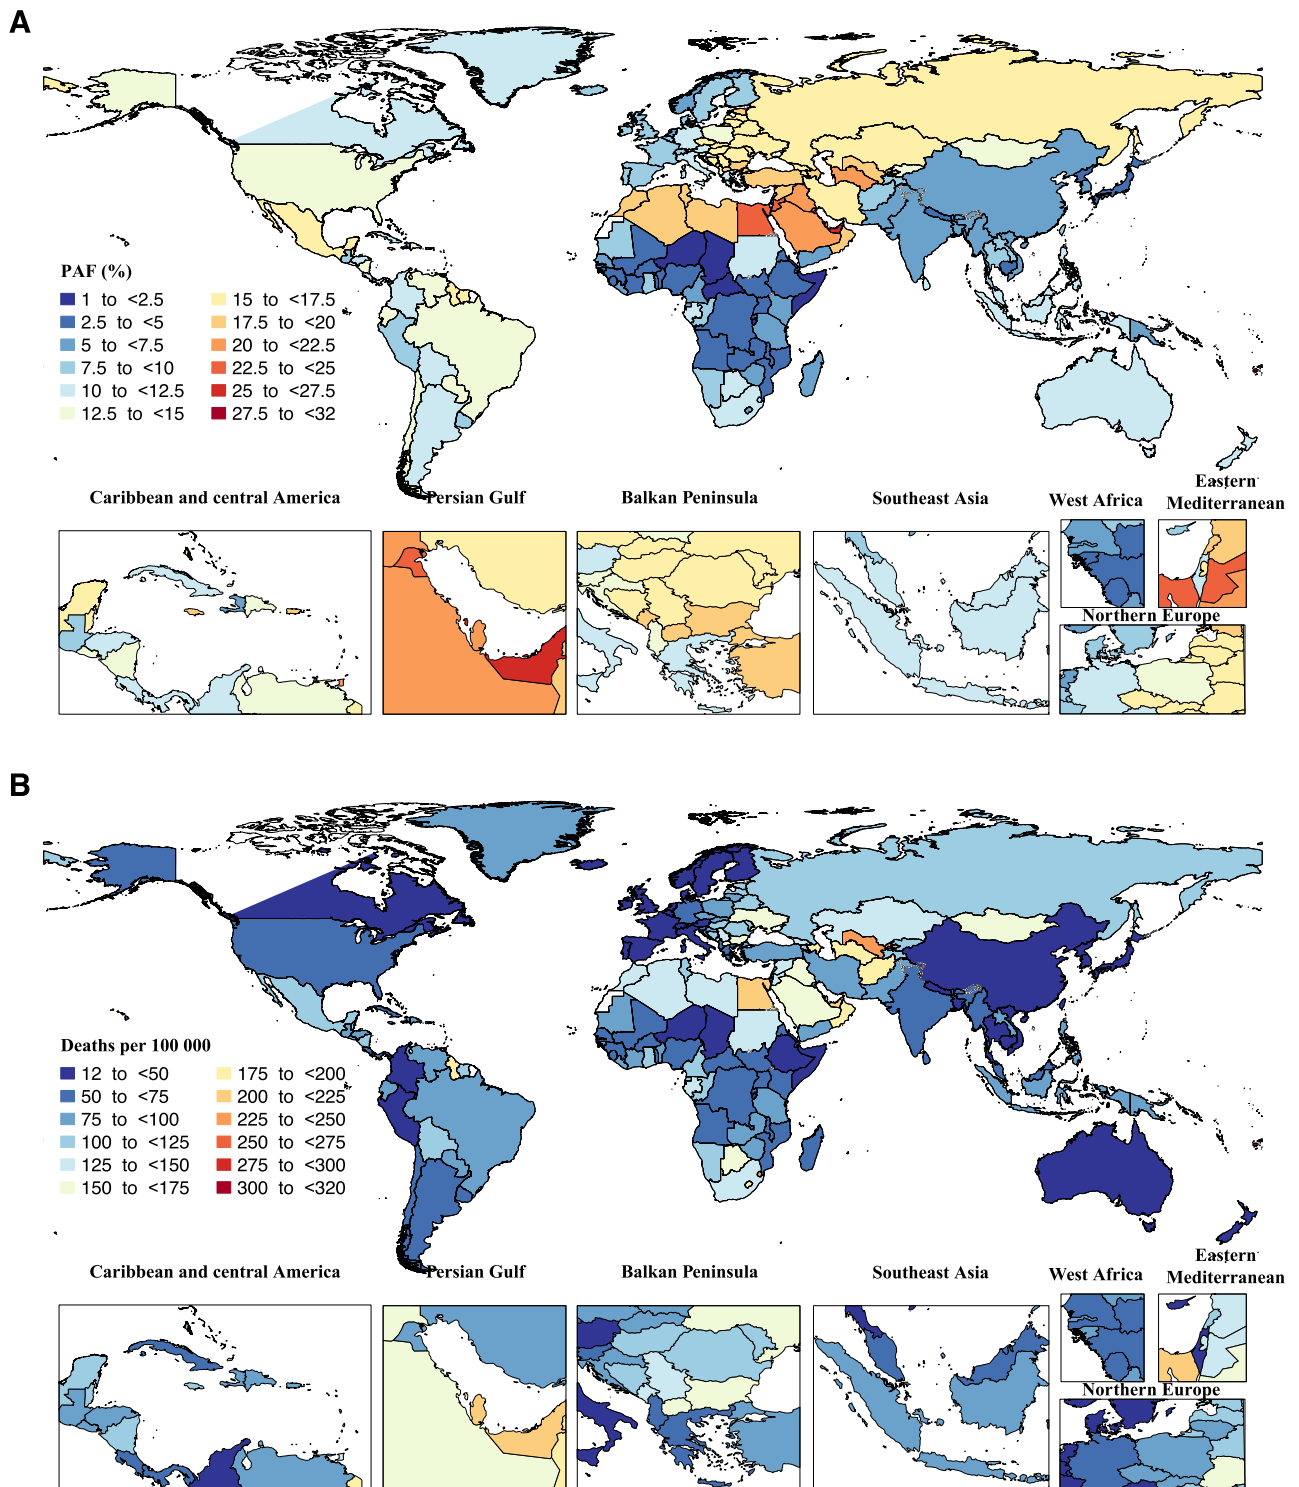 A
PAF (%)
1 to <2.5
2.5 to <5
5 to <7.5
7.5 to <10
10 to <12.5
12.5 to <15
15 to <17.5
17.5 to <20
20 to <22.5
22.5 to <25
25 to <27.5
27.5 to <32
Caribbean and central America
Persian Gulf
Balkan Peninsula
Southeast Asia
West Africa
Eastern
Mediterranean
Northern Europe
B
Deaths per 100 000
12 to <50
50 to <75
75 to <100
100 to <125
125 to <150
150 to <175
175 to <200
200 to <225
225 to <250
250 to <275
275 to <300
300 to <320
Caribbean and central America
Persian Gulf
Balkan Peninsula
Southeast Asia
West Africa
Eastern
Mediterranean
Northern Europe